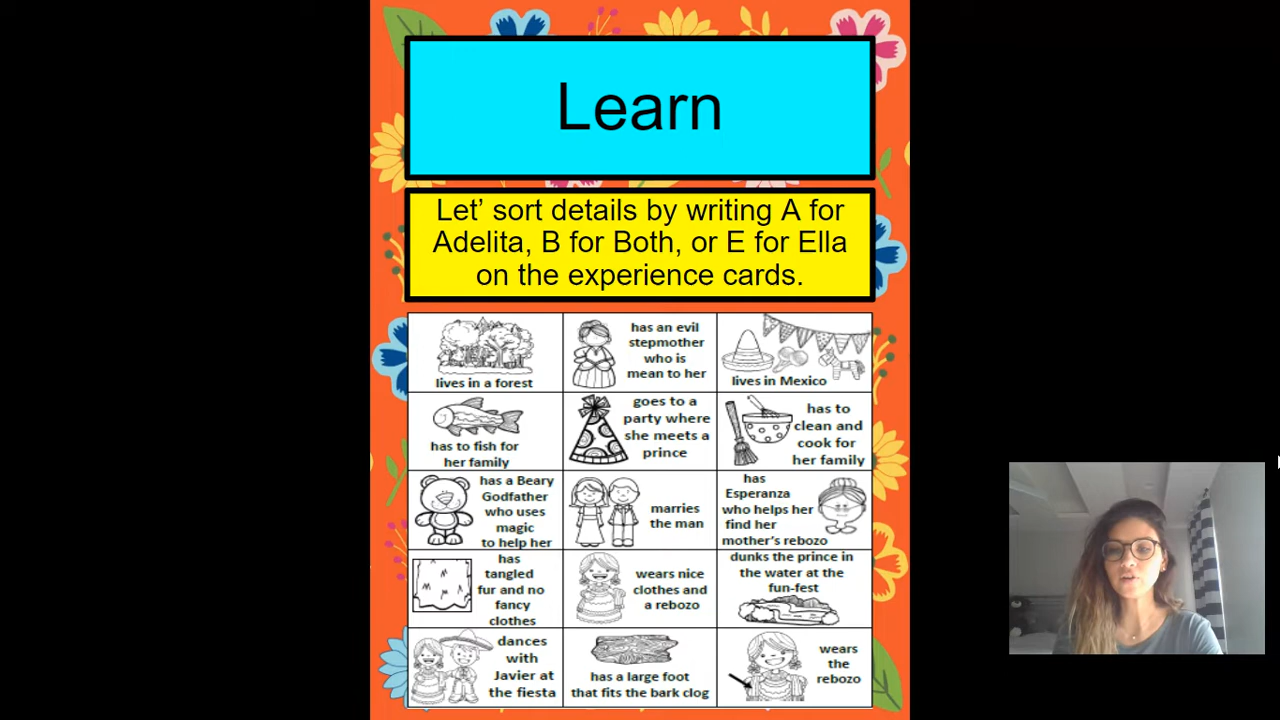 Learn
Let’ sort details by writing A for
Adelita, B for Both, or E for Ella
on the experience cards.
lives in a forest
has an evil
stepmother
who is
mean to her
lives in Mexico
has to fish for
her family
goes to a
party where
she meets a
prince
has to
clean and
cook for
her family
has a Beary
Godfather
who uses
magic
to help her
marries
the man
has
Esperanza
who helps her
find her
mother's rebozo
has
tangled
fur and no
fancy
clothes
wears nice
clothes and
a rebozo
dunks the prince in
the water at the
fun-fest
dances
with
Javier at
the fiesta
has a large foot
that fits the bark clog
wears
the
rebozo